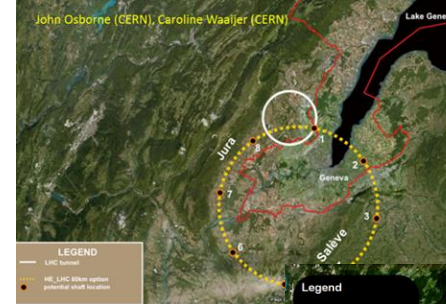 John Osborne (CERN), Caroline Waaijer (CERN)
Lake Gene
Jura
8
1
2
Geneva
7
3
Salève
6
LEGEND
LHC tunnel
HE_LHC 80km option
potential shaft location
Legend